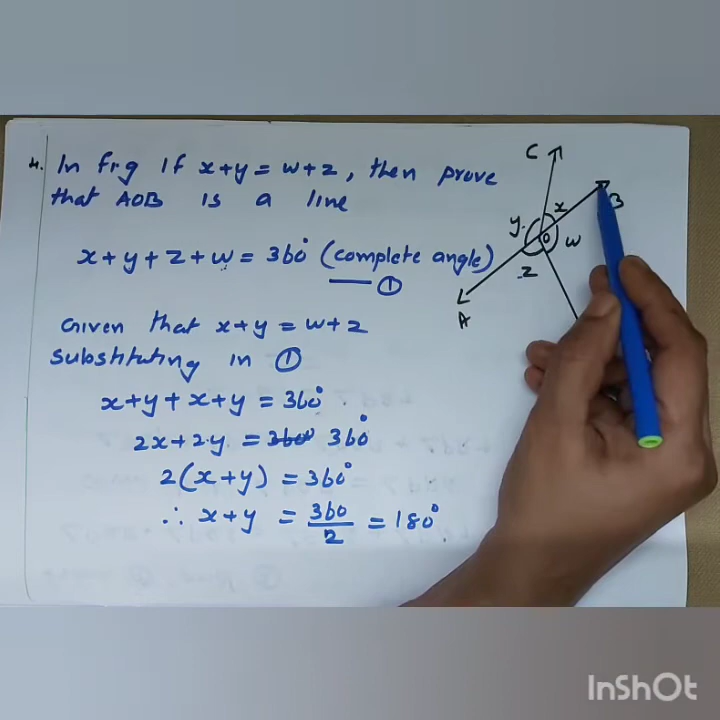 4. In fig If x+y = w+z, then prove
that AOB is a line
x+y+z+w = 360° (complete angle)
—— ①
Given that x+y = w+z
Substituting in ①
x+y+x+y = 360°
2x+2y = 360° 360°
2(x+y) = 360°
∴ x+y = 360/2 = 180°
C
B
x
y
O
w
z
A
InShOt